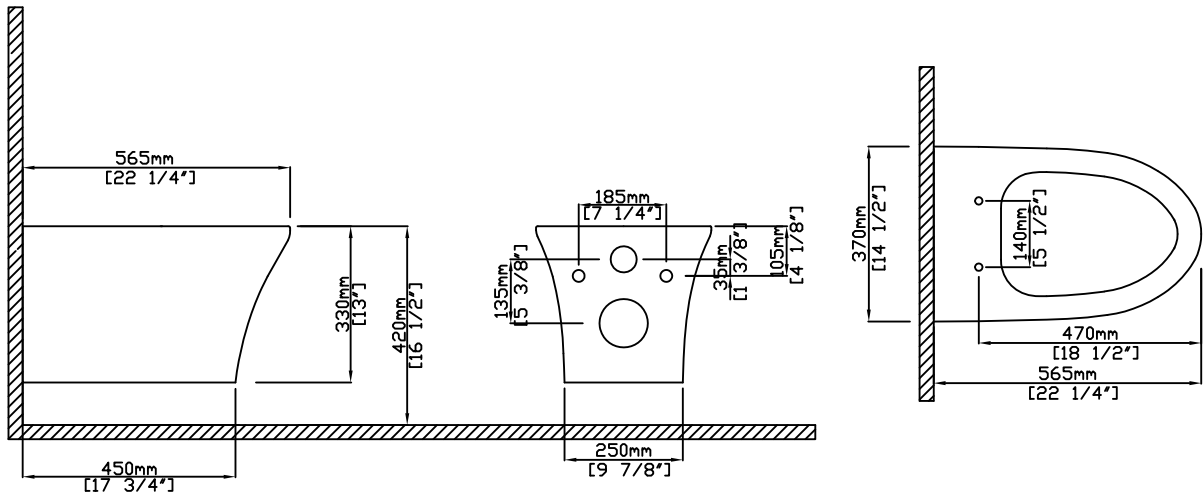 565mm
[22 1/4"]
330mm
[13"]
420mm
[16 1/2"]
450mm
[17 3/4"]
185mm
[7 1/4"]
135mm
[5 3/8"]
35mm
[1 3/8"]
105mm
[4 1/8"]
250mm
[9 7/8"]
370mm
[14 1/2"]
140mm
[5 1/2"]
470mm
[18 1/2"]
565mm
[22 1/4"]